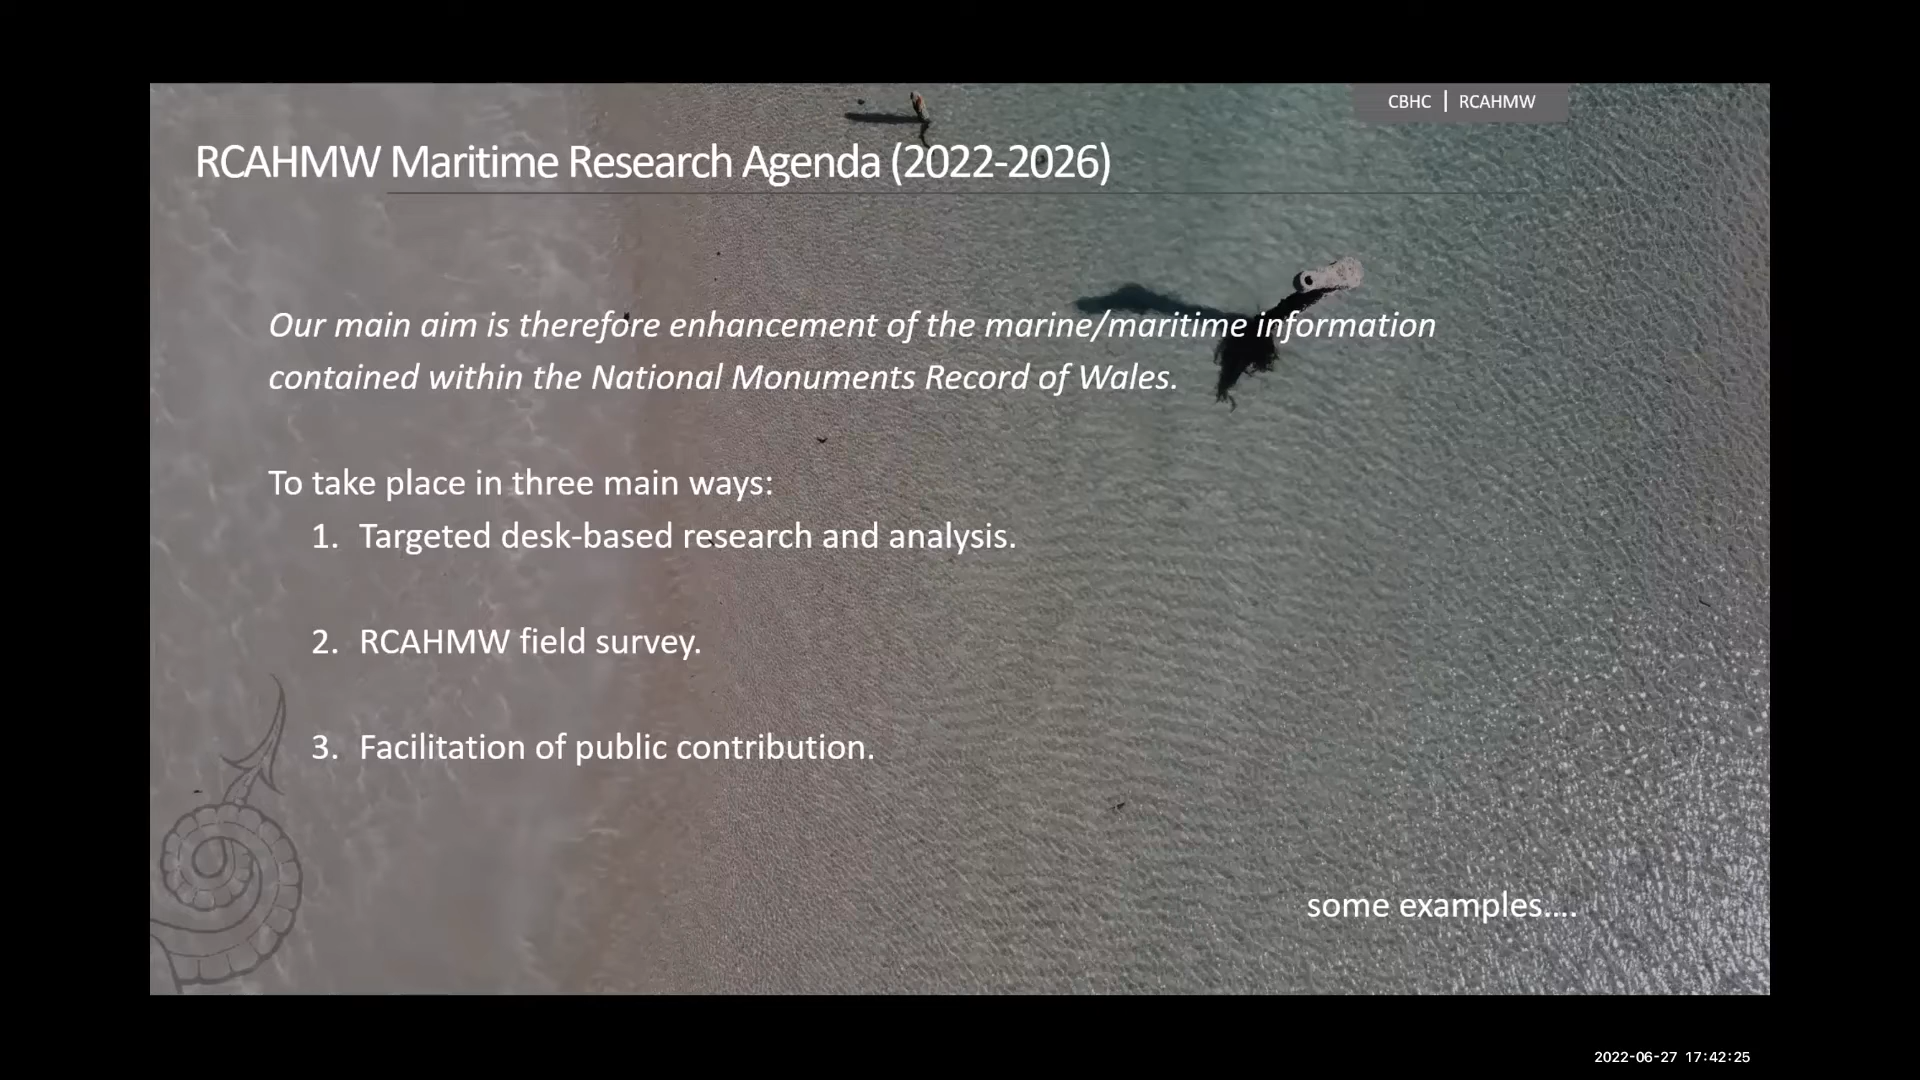 CBHC | RCAHMW
RCAHMW Maritime Research Agenda (2022-2026)
Our main aim is therefore enhancement of the marine/maritime information
contained within the National Monuments Record of Wales.
To take place in three main ways:
1. Targeted desk-based research and analysis.
2. RCAHMW field survey.
3. Facilitation of public contribution.
some examples....
2022-06-27 17:42:25